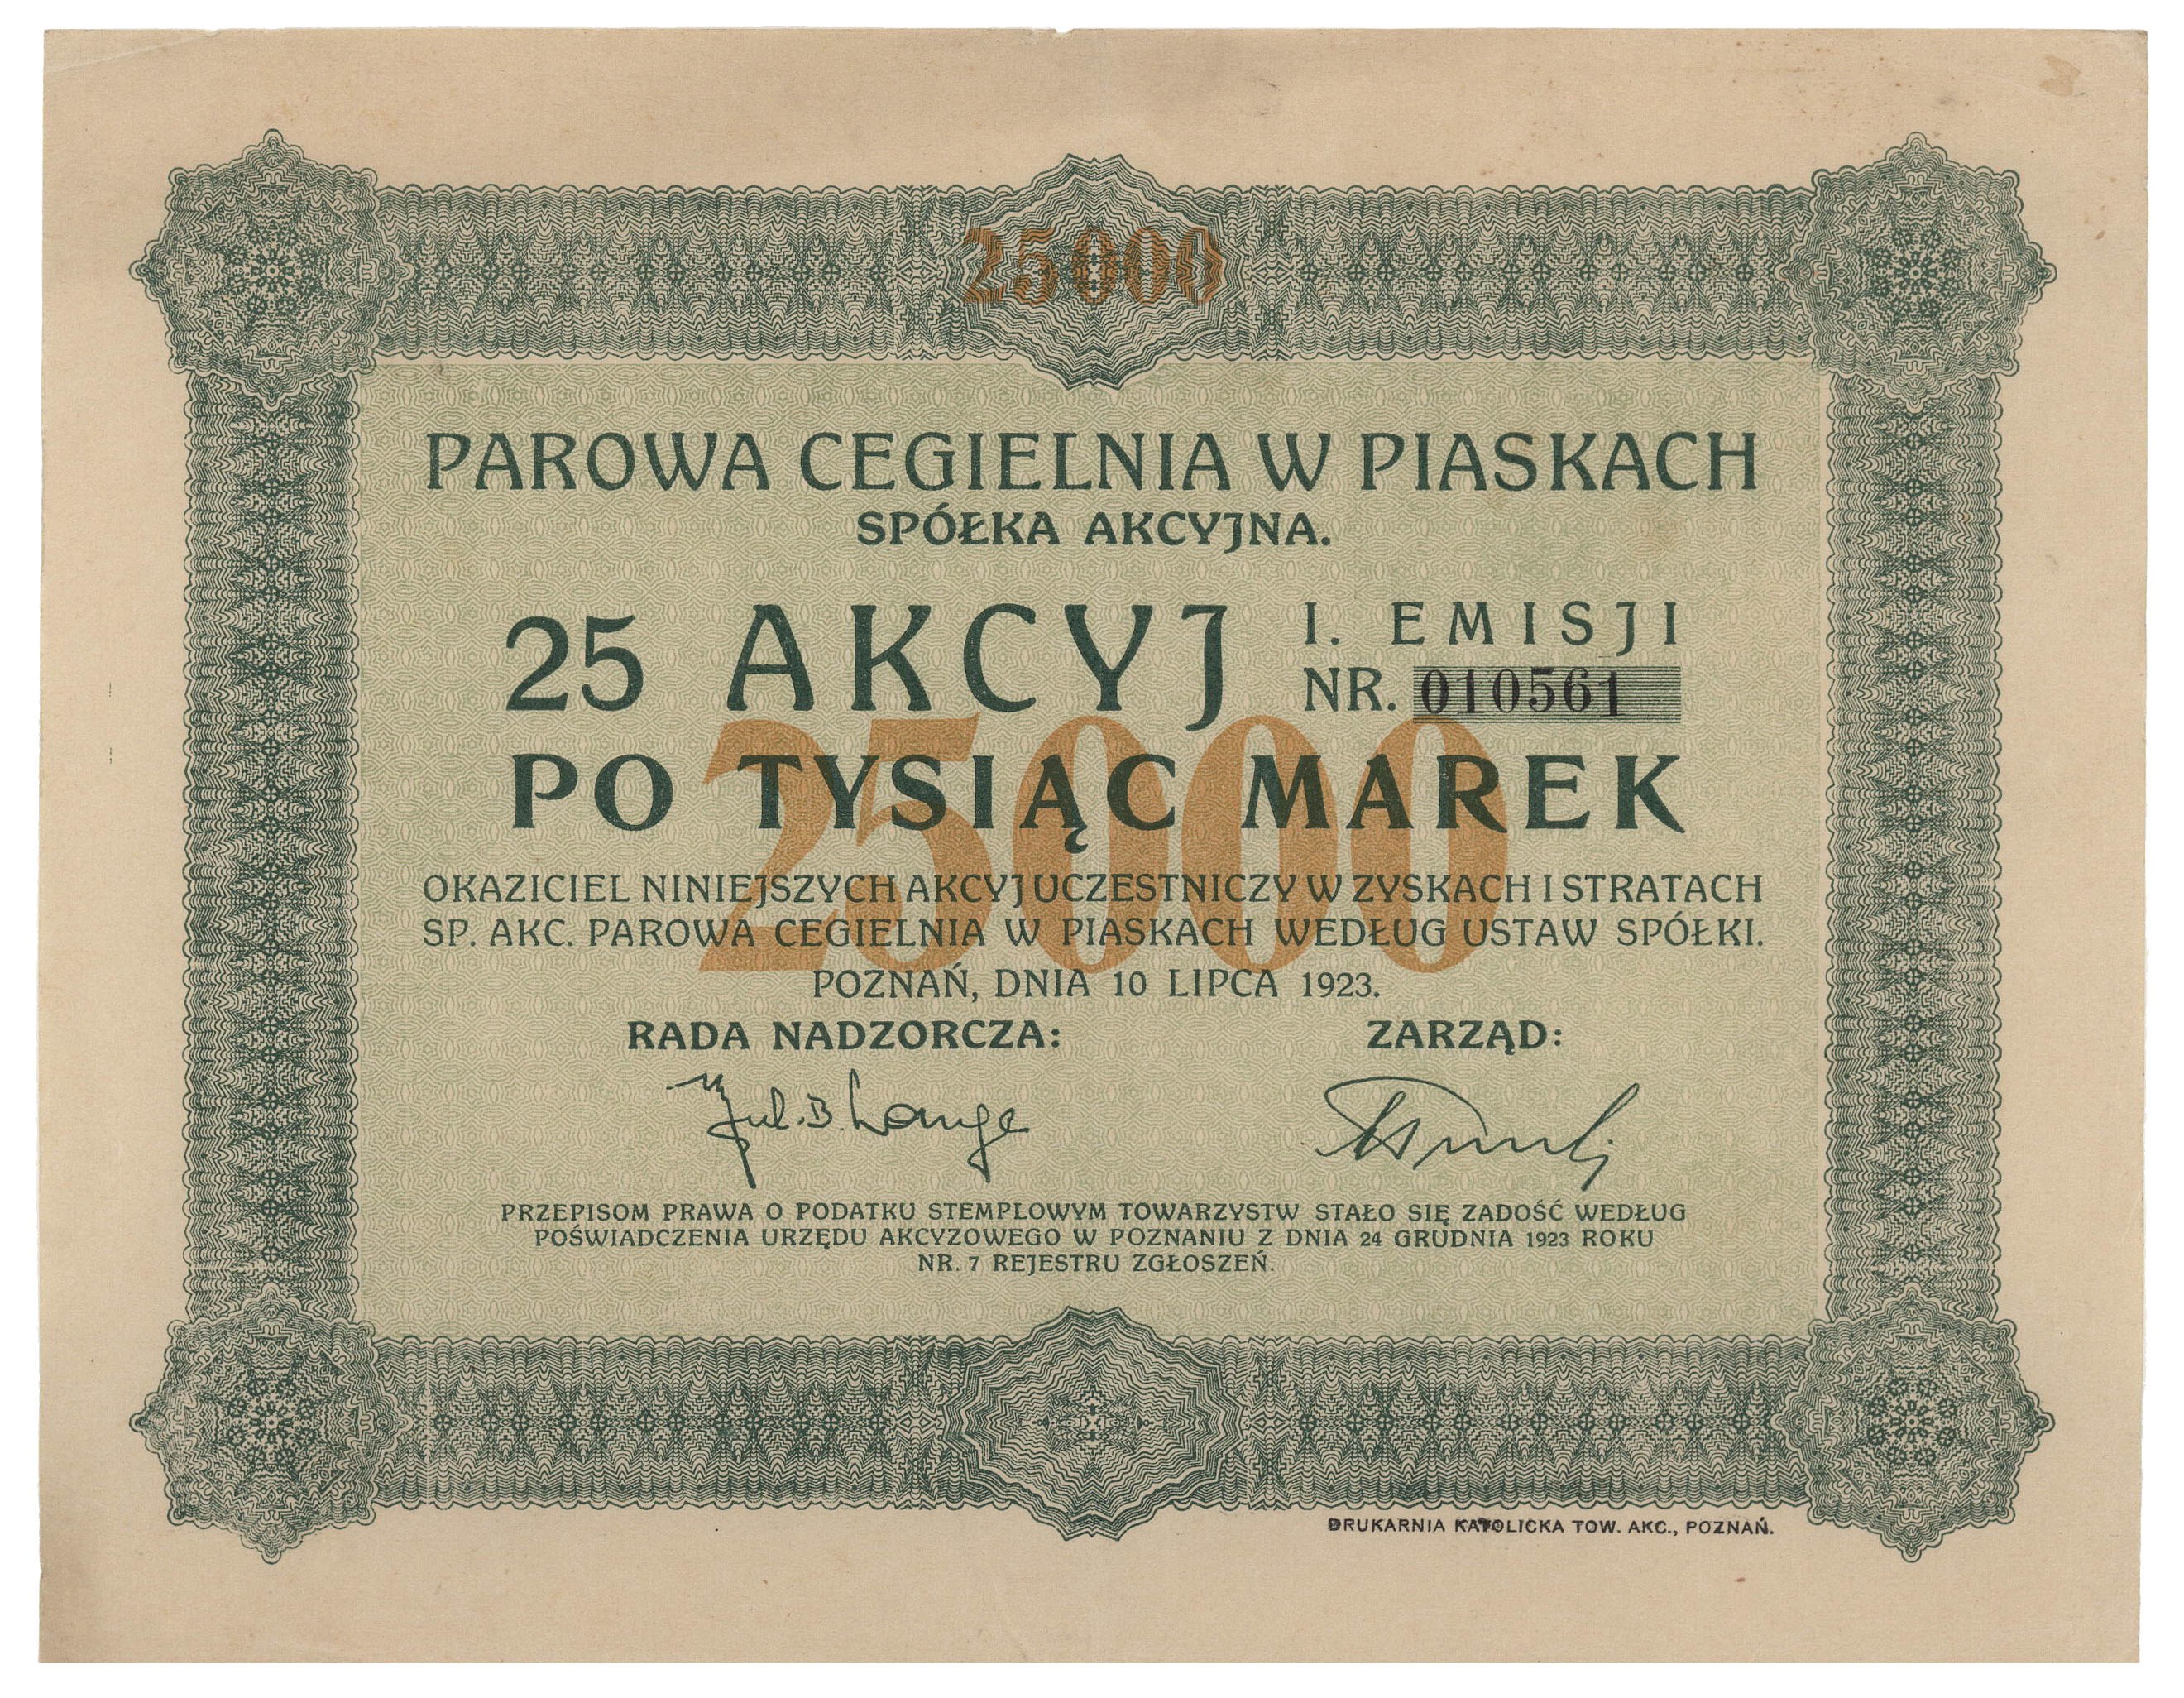 25000
PAROWA CEGIELNIA W PIASKACH
SPÓŁKA AKCYJNA.
25 AKCYJ I. EMISJI
NR. 010561
25000
PO TYSIĄC MAREK
OKAZICIEL NINIEJSZYCH AKCYJ UCZESTNICZY W ZYSKACH I STRATACH
SP. AKC. PAROWA CEGIELNIA W PIASKACH WEDŁUG USTAW SPÓŁKI.
POZNAŃ, DNIA 10 LIPCA 1923.
RADA NADZORCZA: ZARZĄD:
Jul. B. Lange
PRZEPISOM PRAWA O PODATKU STEMPLOWYM TOWARZYSTW STAŁO SIĘ ZADOŚĆ WEDŁUG
POŚWIADCZENIA URZĘDU AKCYZOWEGO W POZNANIU Z DNIA 24 GRUDNIA 1923 ROKU
NR. 7 REJESTRU ZGŁOSZEŃ.
DRUKARNIA KATOLICKA TOW. AKC., POZNAŃ.